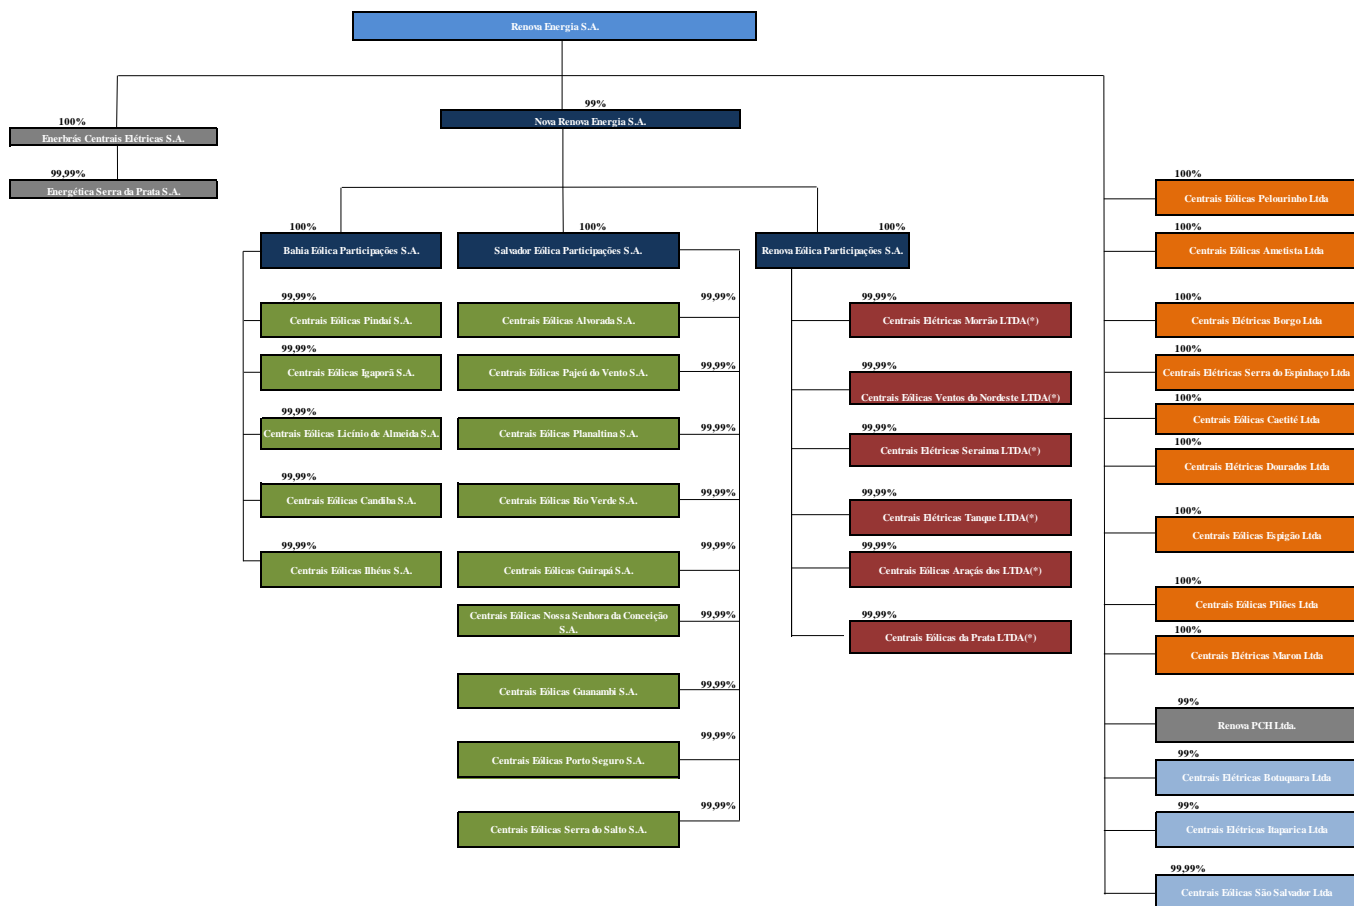 Renova Energia S.A.
99%
Nova Renova Energia S.A.
100%
Enerbrás Centrais Elétricas S.A.
99,99%
Energética Serra da Prata S.A.
100%
Bahia Eólica Participações S.A.
99,99%
Centrais Eólicas Pindaí S.A.
99,99%
Centrais Eólicas Igaporã S.A.
99,99%
Centrais Eólicas Licínio de Almeida S.A.
99,99%
Centrais Eólicas Candiba S.A.
99,99%
Centrais Eólicas Ilhéus S.A.
100%
Salvador Eólica Participações S.A.
99,99%
Centrais Eólicas Alvorada S.A.
99,99%
Centrais Eólicas Pajeú do Vento S.A.
99,99%
Centrais Eólicas Planaltina S.A.
99,99%
Centrais Eólicas Rio Verde S.A.
99,99%
Centrais Eólicas Guirapá S.A.
99,99%
Centrais Eólicas Nossa Senhora da Conceição
S.A.
99,99%
Centrais Eólicas Guanambi S.A.
99,99%
Centrais Eólicas Porto Seguro S.A.
99,99%
Centrais Eólicas Serra do Salto S.A.
100%
Renova Eólica Participações S.A.
99,99%
Centrais Elétricas Morrão LTDA(*)
99,99%
Centrais Eólicas Ventos do Nordeste LTDA(*)
99,99%
Centrais Elétricas Seraima LTDA(*)
99,99%
Centrais Elétricas Tanque LTDA(*)
99,99%
Centrais Eólicas Araçás dos LTDA(*)
99,99%
Centrais Eólicas da Prata LTDA(*)
100%
Centrais Eólicas Pelourinho Ltda
100%
Centrais Eólicas Ametista Ltda
100%
Centrais Elétricas Borgo Ltda
100%
Centrais Elétricas Serra do Espinhaço Ltda
100%
Centrais Eólicas Caetité Ltda
100%
Centrais Elétricas Dourados Ltda
100%
Centrais Eólicas Espigão Ltda
100%
Centrais Eólicas Pilões Ltda
100%
Centrais Elétricas Maron Ltda
99%
Renova PCH Ltda.
99%
Centrais Elétricas Botuquara Ltda
99%
Centrais Elétricas Itaparica Ltda
99,99%
Centrais Eólicas São Salvador Ltda